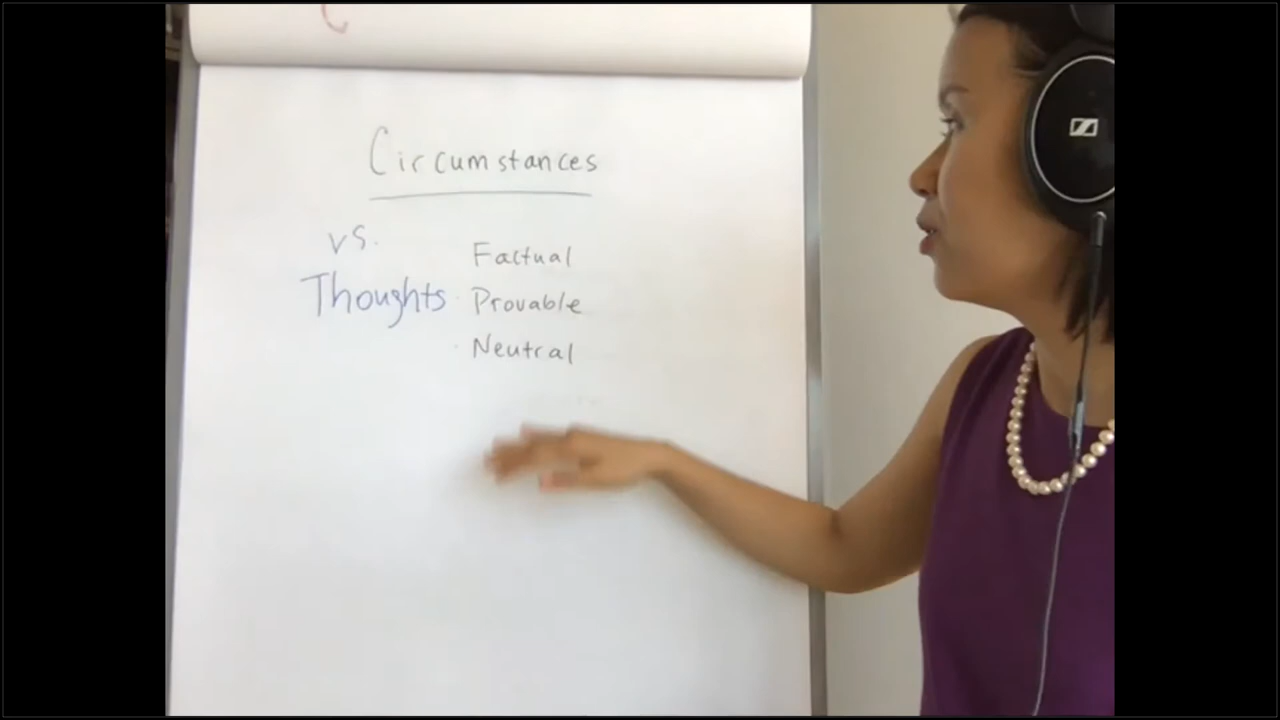 Circumstances
vs.
Factual
Thoughts · Provable
· Neutral